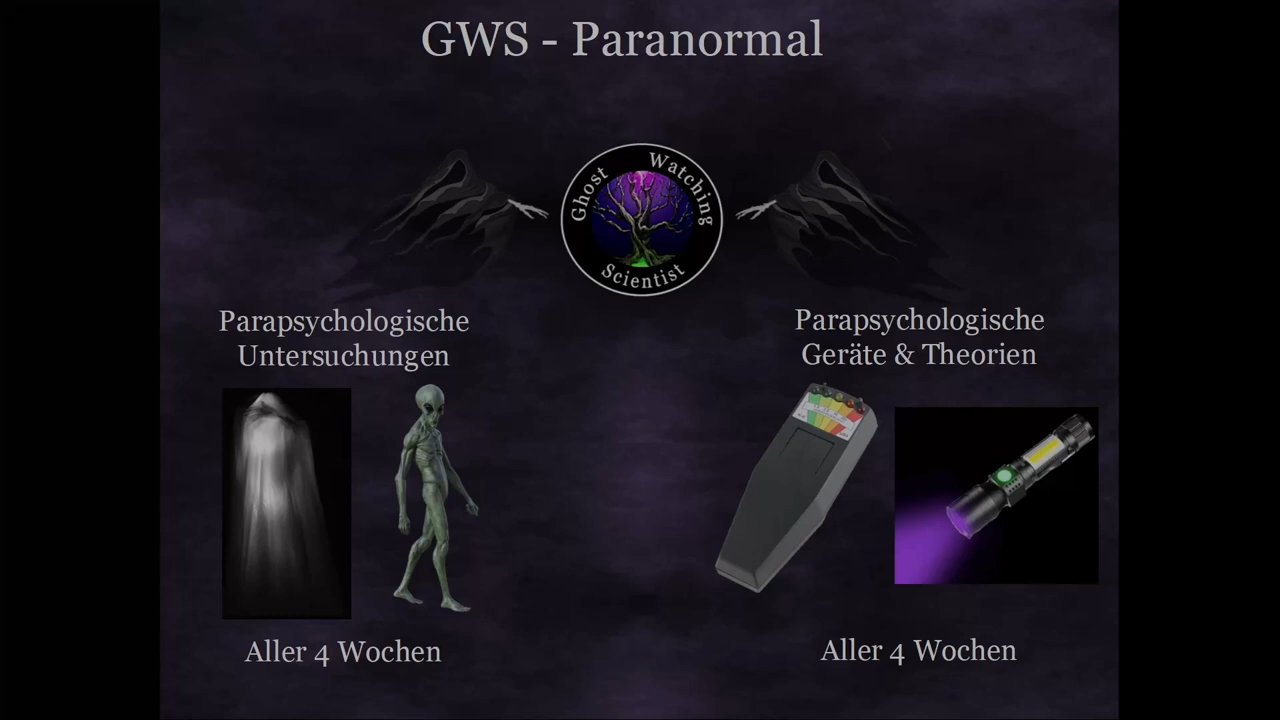 GWS - Paranormal
Ghost Watching
Scientist
Parapsychologische
Untersuchungen
Parapsychologische
Geräte & Theorien
Aller 4 Wochen
Aller 4 Wochen